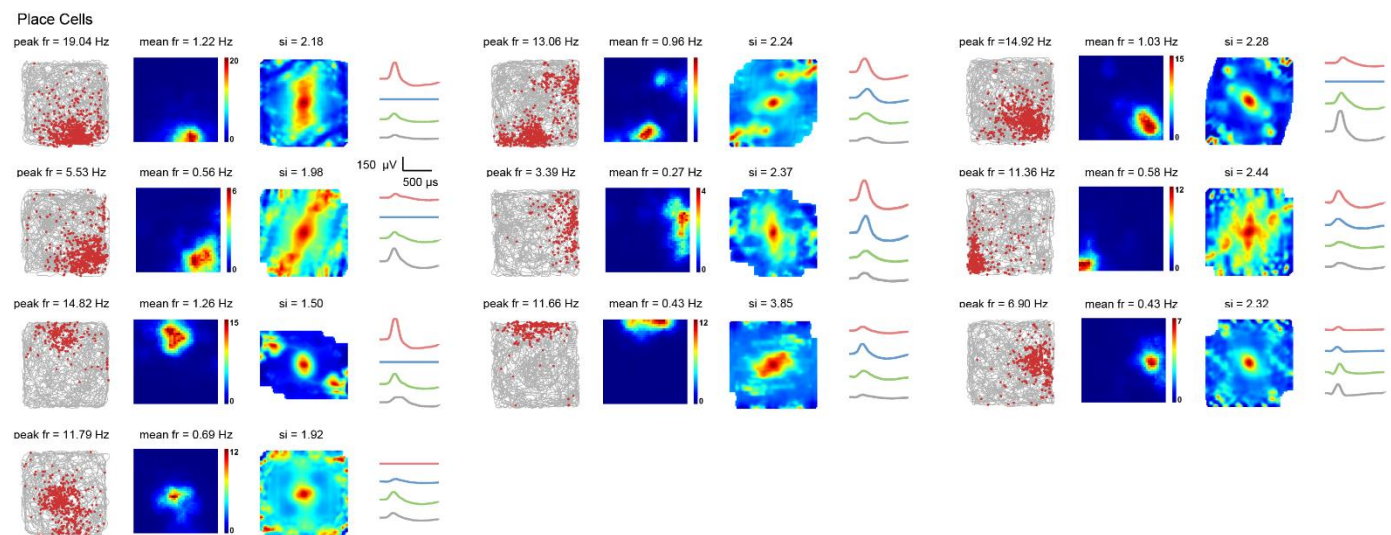 Place Cells
peak fr = 19.04 Hz mean fr = 1.22 Hz si = 2.18
20
0
peak fr = 13.06 Hz mean fr = 0.96 Hz si = 2.24
peak fr =14.92 Hz mean fr = 1.03 Hz si = 2.28
15
0
150 µV
500 µs
peak fr = 5.53 Hz mean fr = 0.56 Hz si = 1.98
6
0
peak fr = 3.39 Hz mean fr = 0.27 Hz si = 2.37
4
0
peak fr = 11.36 Hz mean fr = 0.58 Hz si = 2.44
12
0
peak fr = 14.82 Hz mean fr = 1.26 Hz si = 1.50
15
0
peak fr = 11.66 Hz mean fr = 0.43 Hz si = 3.85
12
0
peak fr = 6.90 Hz mean fr = 0.43 Hz si = 2.32
7
0
peak fr = 11.79 Hz mean fr = 0.69 Hz si = 1.92
12
0